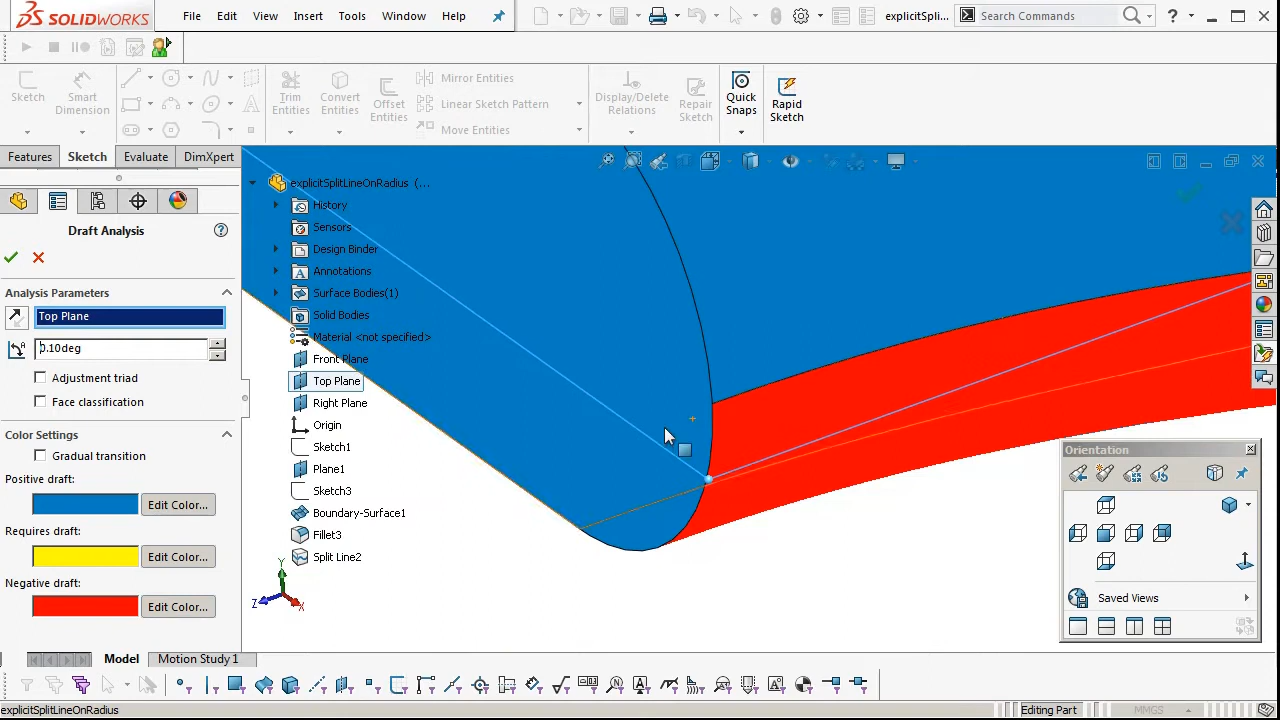 SOLIDWORKS
File Edit View Insert Tools Window Help
explicitSpli... Search Commands
Sketch Smart Dimension Trim Entities Convert Entities Offset Entities Mirror Entities Linear Sketch Pattern Move Entities Display/Delete Relations Repair Sketch Quick Snaps Rapid Sketch
Features Sketch Evaluate DimXpert
Draft Analysis
Analysis Parameters
Top Plane
0.10deg
Adjustment triad
Face classification
Color Settings
Gradual transition
Positive draft:
Edit Color...
Requires draft:
Edit Color...
Negative draft:
Edit Color...
explicitSplitLineOnRadius (...
History
Sensors
Design Binder
Annotations
Surface Bodies(1)
Solid Bodies
Material <not specified>
Front Plane
Top Plane
Right Plane
Origin
Sketch1
Plane1
Sketch3
Boundary-Surface1
Fillet3
Split Line2
Y
Z
X
Orientation
Saved Views
Model Motion Study 1
explicitSplitLineOnRadius Editing Part MMGS